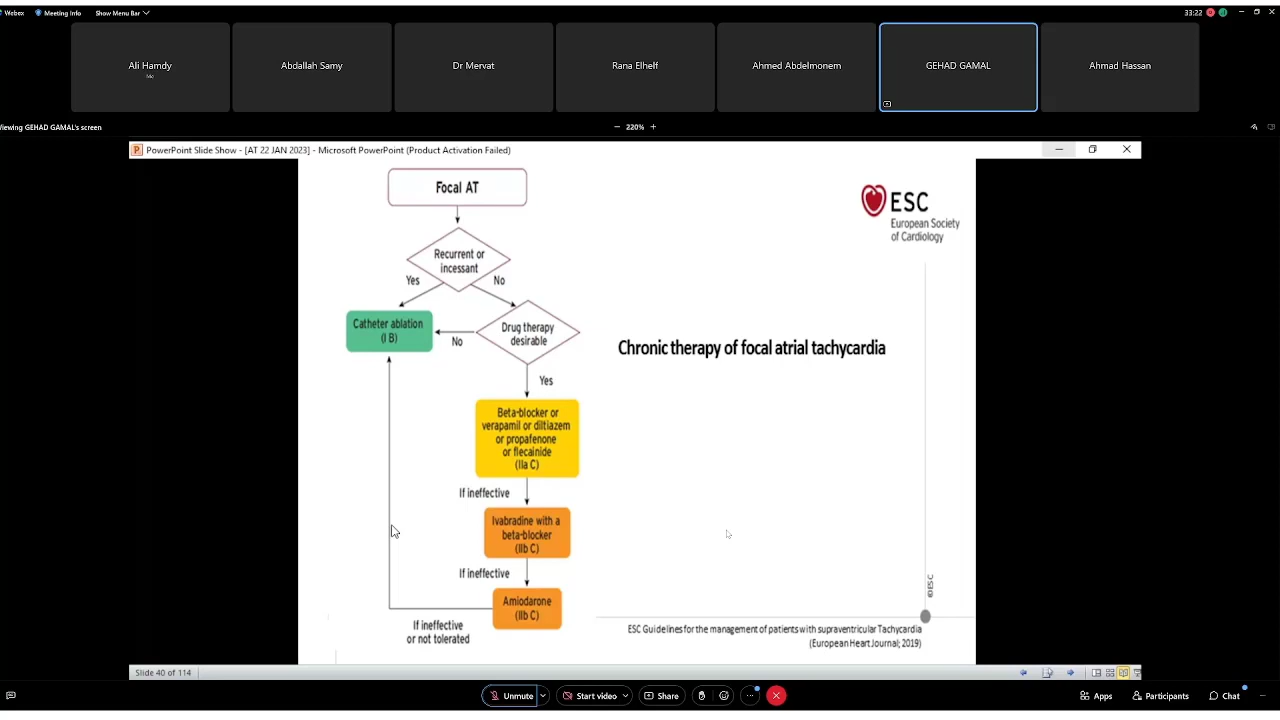 Webex
Meeting Info
Show Menu Bar
33:22
Ali Hamdy
Me
Abdallah Samy
Dr Mervat
Rana Elhelf
Ahmed Abdelmonem
GEHAD GAMAL
Ahmad Hassan
iewing GEHAD GAMAL's screen
220%
PowerPoint Slide Show - [AT 22 JAN 2023] - Microsoft PowerPoint (Product Activation Failed)
Focal AT
Recurrent or
incessant
Yes
No
Catheter ablation
(I B)
No
Drug therapy
desirable
Yes
Beta-blocker or
verapamil or diltiazem
or propafenone
or flecainide
(IIa C)
If ineffective
Ivabradine with a
beta-blocker
(IIb C)
If ineffective
Amiodarone
(IIb C)
If ineffective
or not tolerated
ESC
European Society
of Cardiology
Chronic therapy of focal atrial tachycardia
©ESC
ESC Guidelines for the management of patients with supraventricular Tachycardia
(European Heart Journal; 2019)
Slide 40 of 114
Unmute
Start video
Share
Apps
Participants
Chat